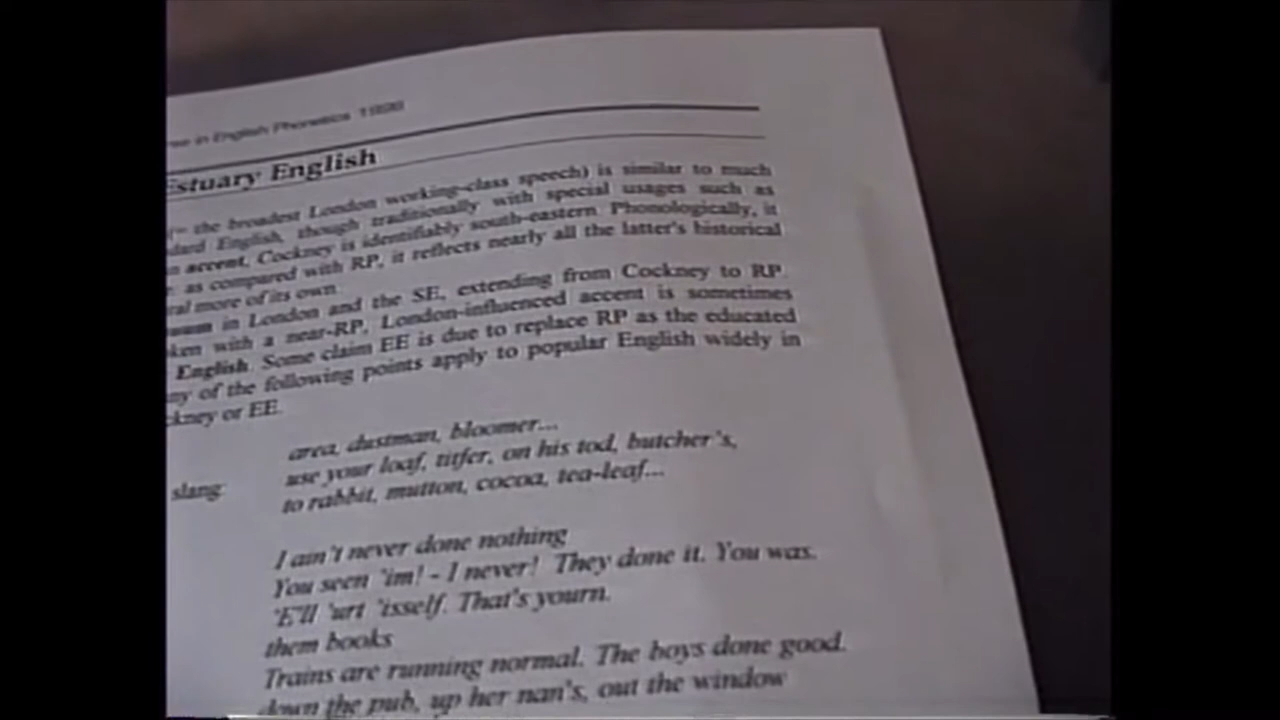 in English Phonetics 1998
Estuary English
(= the broadest London working-class speech) is similar to much
dard English, though traditionally with special usages such as
n accent, Cockney is identifiably south-eastern. Phonologically, it
as compared with RP, it reflects nearly all the latter's historical
ral more of its own.
uum in London and the SE, extending from Cockney to RP.
ken with a near-RP, London-influenced accent is sometimes
English. Some claim EE is due to replace RP as the educated
ny of the following points apply to popular English widely in
ckney or EE.
area, dustman, bloomer...
use your loaf, titfer, on his tod, butcher's,
slang: to rabbit, mutton, cocoa, tea-leaf...
I ain't never done nothing
You seen 'im! - I never! They done it. You was.
'E'll 'urt 'isself. That's yourn.
them books
Trains are running normal. The boys done good.
down the pub, up her nan's, out the window